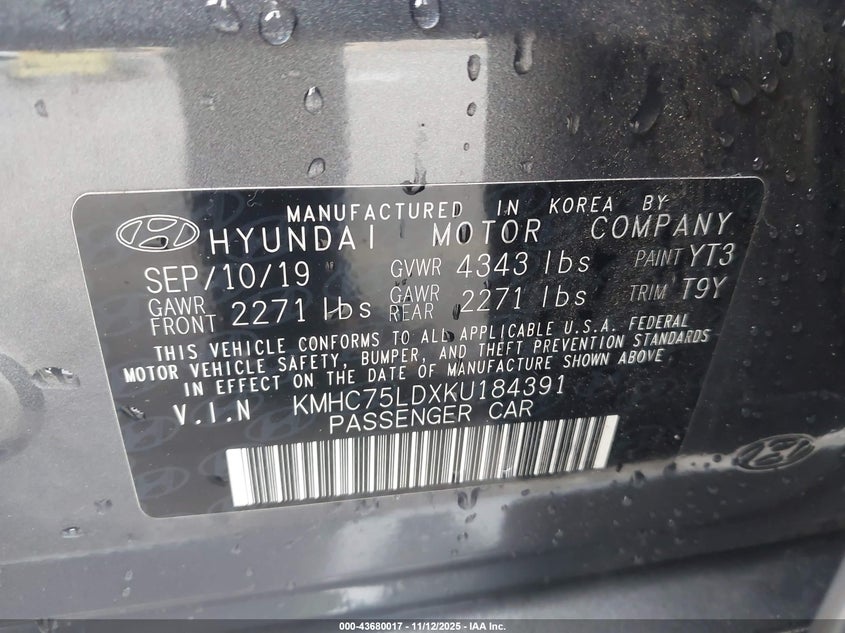 MANUFACTURED IN KOREA BY
HYUNDAI MOTOR COMPANY
SEP/10/19 GVWR 4343 lbs PAINT YT3
GAWR FRONT 2271 lbs GAWR REAR 2271 lbs TRIM T9Y
THIS VEHICLE CONFORMS TO ALL APPLICABLE U.S.A. FEDERAL
MOTOR VEHICLE SAFETY, BUMPER, AND THEFT PREVENTION STANDARDS
IN EFFECT ON THE DATE OF MANUFACTURE SHOWN ABOVE
V.I.N KMHC75LDXKU184391
PASSENGER CAR
000-43680017 - 11/12/2025 - IAA Inc.